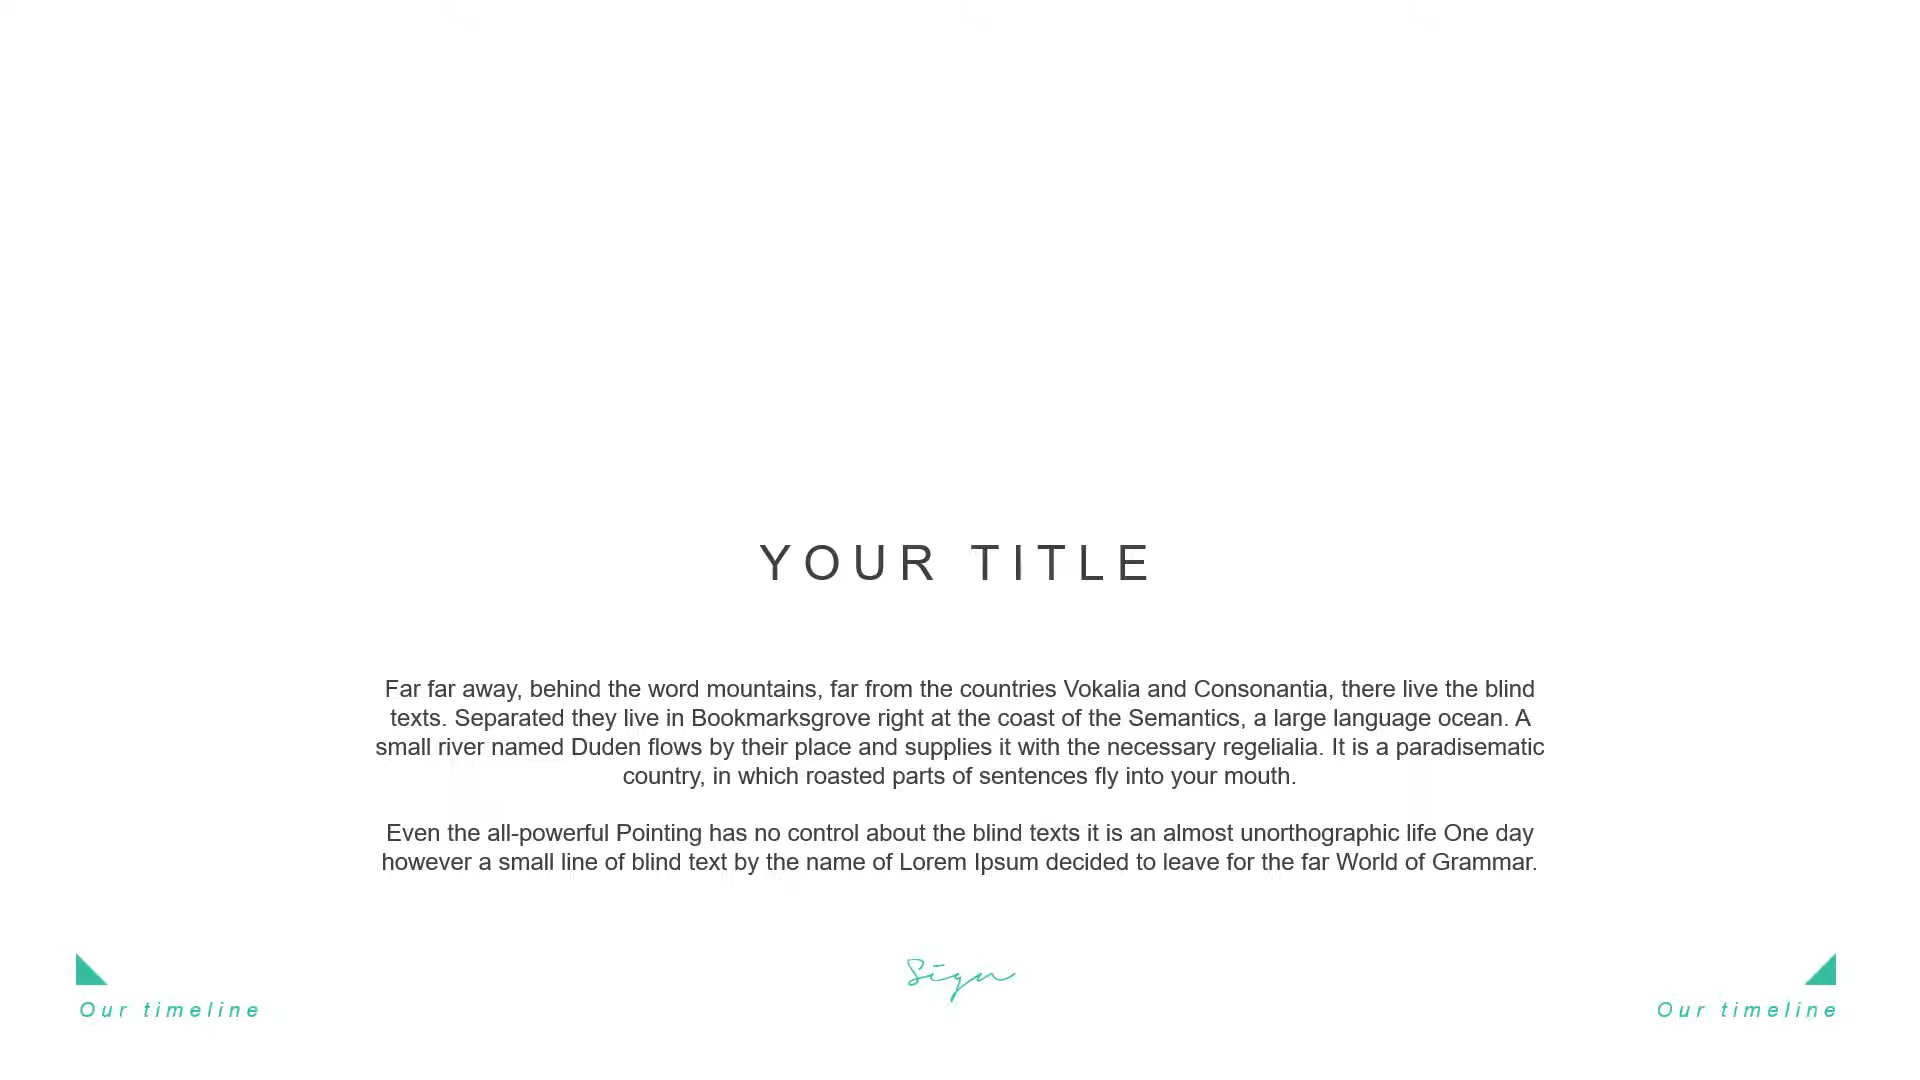 YOUR TITLE
Far far away, behind the word mountains, far from the countries Vokalia and Consonantia, there live the blind
texts. Separated they live in Bookmarksgrove right at the coast of the Semantics, a large language ocean. A
small river named Duden flows by their place and supplies it with the necessary regelialia. It is a paradisematic
country, in which roasted parts of sentences fly into your mouth.
Even the all-powerful Pointing has no control about the blind texts it is an almost unorthographic life One day
however a small line of blind text by the name of Lorem Ipsum decided to leave for the far World of Grammar.
Sign
Our timeline
Our timeline